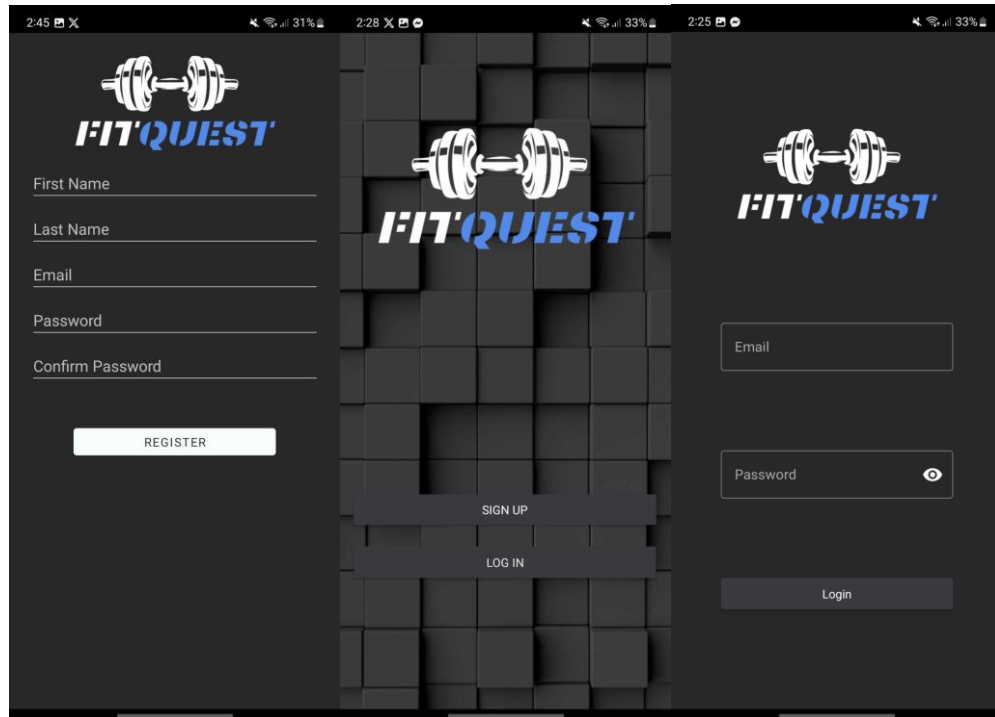 2:45
31%
FITQUEST
First Name
Last Name
Email
Password
Confirm Password
REGISTER
2:28
33%
FITQUEST
SIGN UP
LOG IN
2:25
33%
FITQUEST
Email
Password
Login